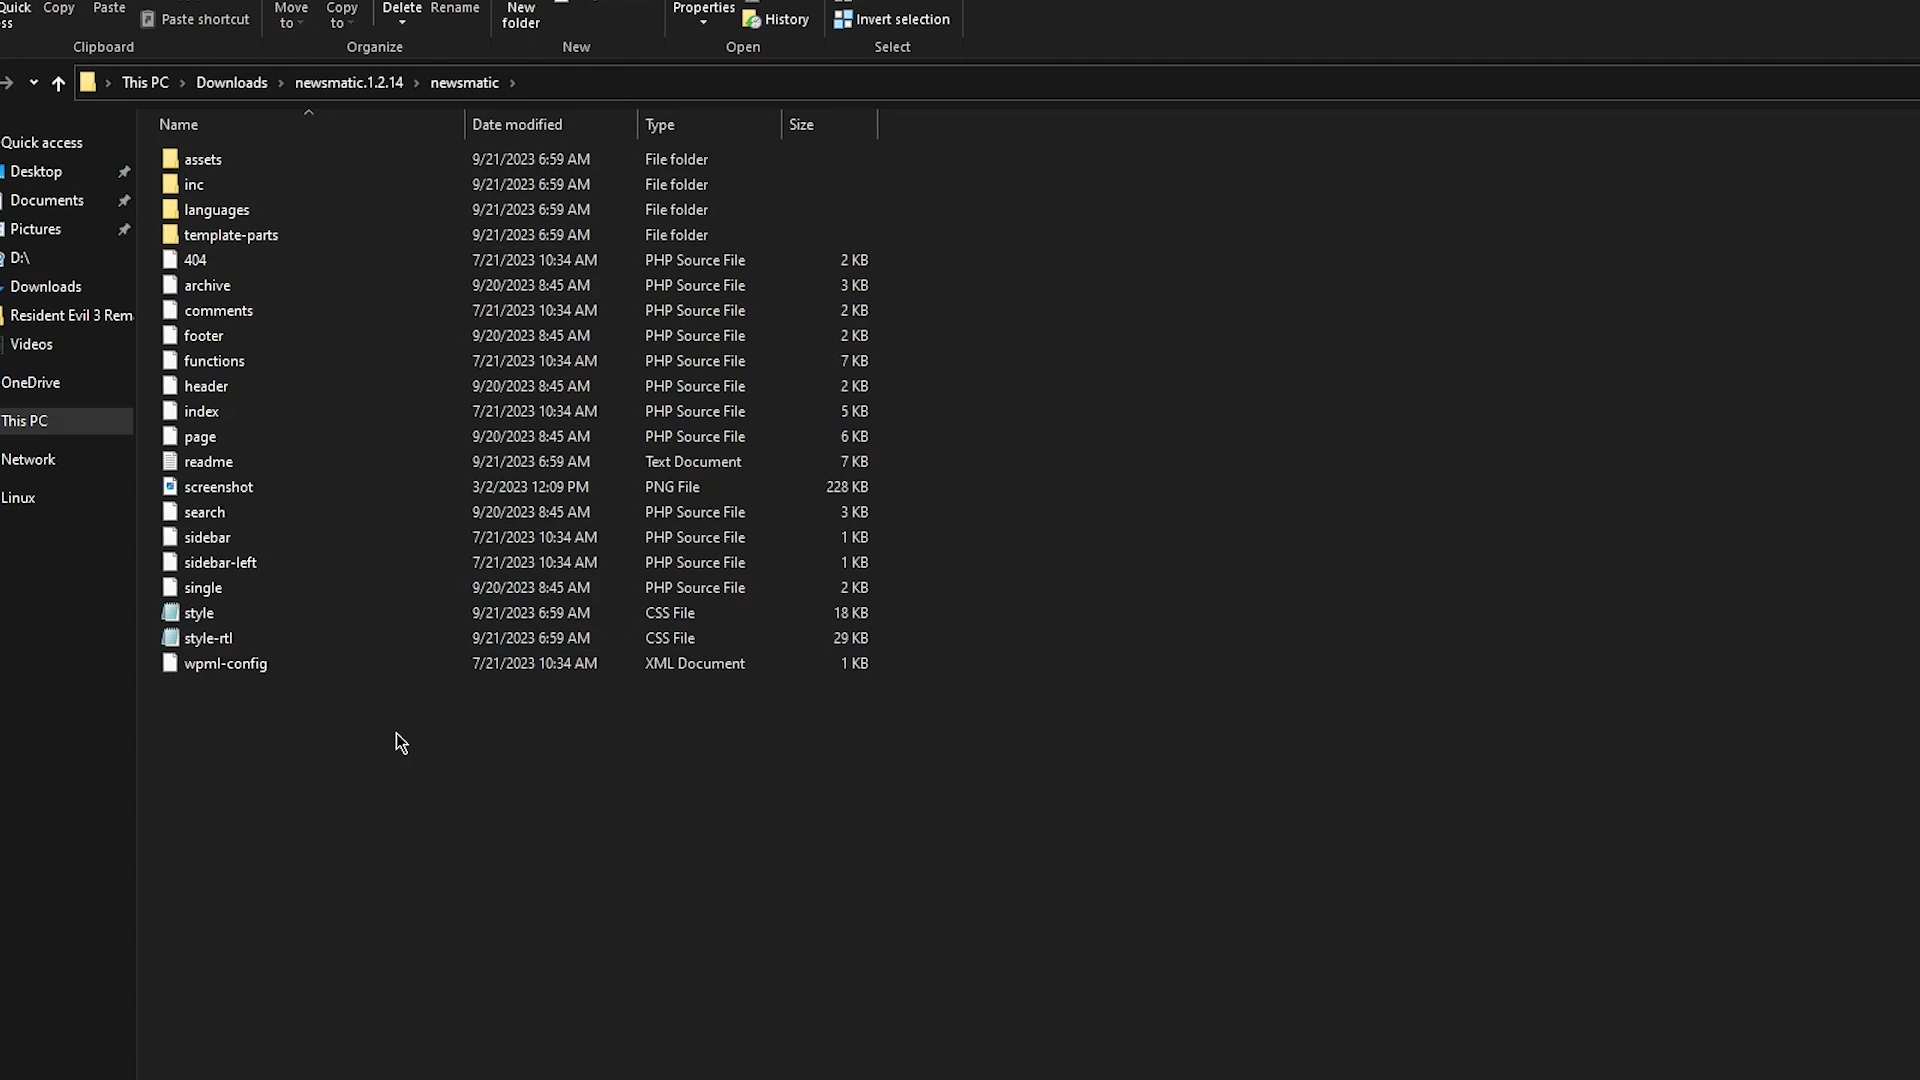 Quick Copy Paste Move Copy Delete Rename New Properties
ss Paste shortcut to to folder History Invert selection
Clipboard Organize New Open Select
This PC Downloads newsmatic.1.2.14 newsmatic
Name Date modified Type Size
Quick access
Desktop
Documents
Pictures
D:\
Downloads
Resident Evil 3 Rem
Videos
OneDrive
This PC
Network
Linux
assets 9/21/2023 6:59 AM File folder
inc 9/21/2023 6:59 AM File folder
languages 9/21/2023 6:59 AM File folder
template-parts 9/21/2023 6:59 AM File folder
404 7/21/2023 10:34 AM PHP Source File 2 KB
archive 9/20/2023 8:45 AM PHP Source File 3 KB
comments 7/21/2023 10:34 AM PHP Source File 2 KB
footer 9/20/2023 8:45 AM PHP Source File 2 KB
functions 7/21/2023 10:34 AM PHP Source File 7 KB
header 9/20/2023 8:45 AM PHP Source File 2 KB
index 7/21/2023 10:34 AM PHP Source File 5 KB
page 9/20/2023 8:45 AM PHP Source File 6 KB
readme 9/21/2023 6:59 AM Text Document 7 KB
screenshot 3/2/2023 12:09 PM PNG File 228 KB
search 9/20/2023 8:45 AM PHP Source File 3 KB
sidebar 7/21/2023 10:34 AM PHP Source File 1 KB
sidebar-left 7/21/2023 10:34 AM PHP Source File 1 KB
single 9/20/2023 8:45 AM PHP Source File 2 KB
style 9/21/2023 6:59 AM CSS File 18 KB
style-rtl 9/21/2023 6:59 AM CSS File 29 KB
wpml-config 7/21/2023 10:34 AM XML Document 1 KB